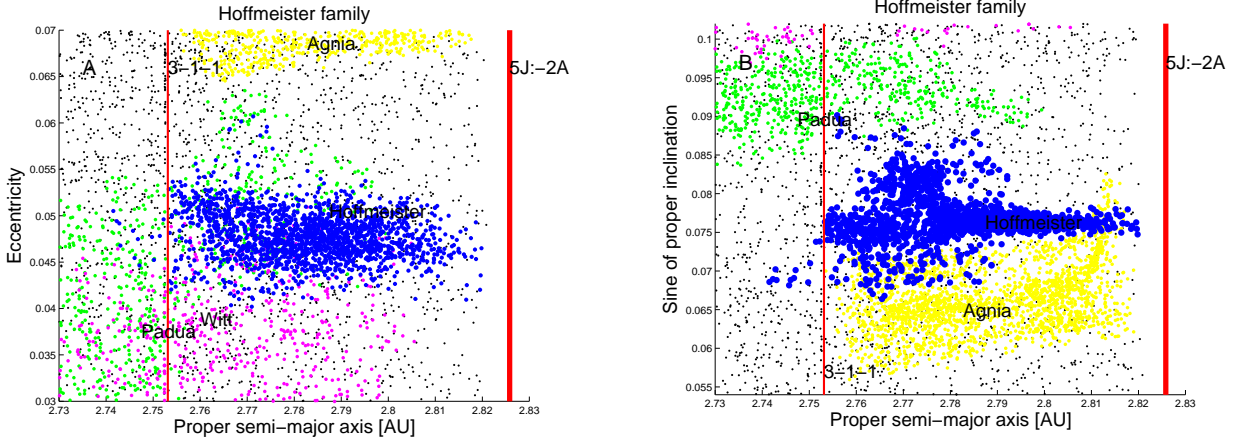 Hoffmeister family
Eccentricity
0.07
0.065
0.06
0.055
0.05
0.045
0.04
0.035
0.03
A
3−1−1
Agnia
5J:−2A
Hoffmeister
Padua
Witt
2.73
2.74
2.75
2.76
2.77
2.78
2.79
2.8
2.81
2.82
2.83
Proper semi−major axis [AU]
Hoffmeister family
Sine of proper inclination
0.1
0.095
0.09
0.085
0.08
0.075
0.07
0.065
0.06
0.055
B
5J:−2A
Padua
Hoffmeister
Agnia
3−1−1
2.73
2.74
2.75
2.76
2.77
2.78
2.79
2.8
2.81
2.82
2.83
Proper semi−major axis [AU]